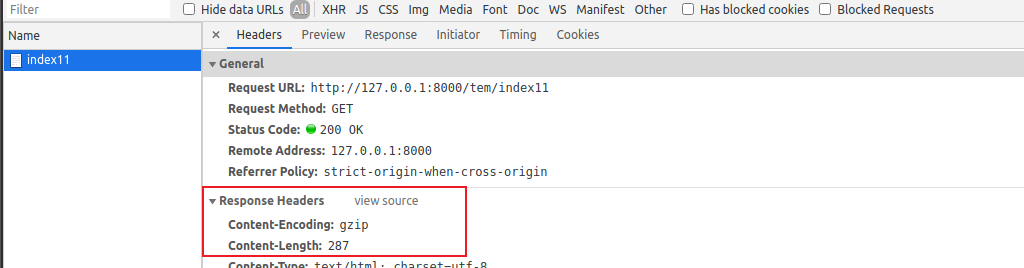 Filter Hide data URLs All XHR JS CSS Img Media Font Doc WS Manifest Other Has blocked cookies Blocked Requests
Name × Headers Preview Response Initiator Timing Cookies
index11
General
Request URL: http://127.0.0.1:8000/tem/index11
Request Method: GET
Status Code: 200 OK
Remote Address: 127.0.0.1:8000
Referrer Policy: strict-origin-when-cross-origin
Response Headers view source
Content-Encoding: gzip
Content-Length: 287
Content-Type: text/html; charset=utf-8